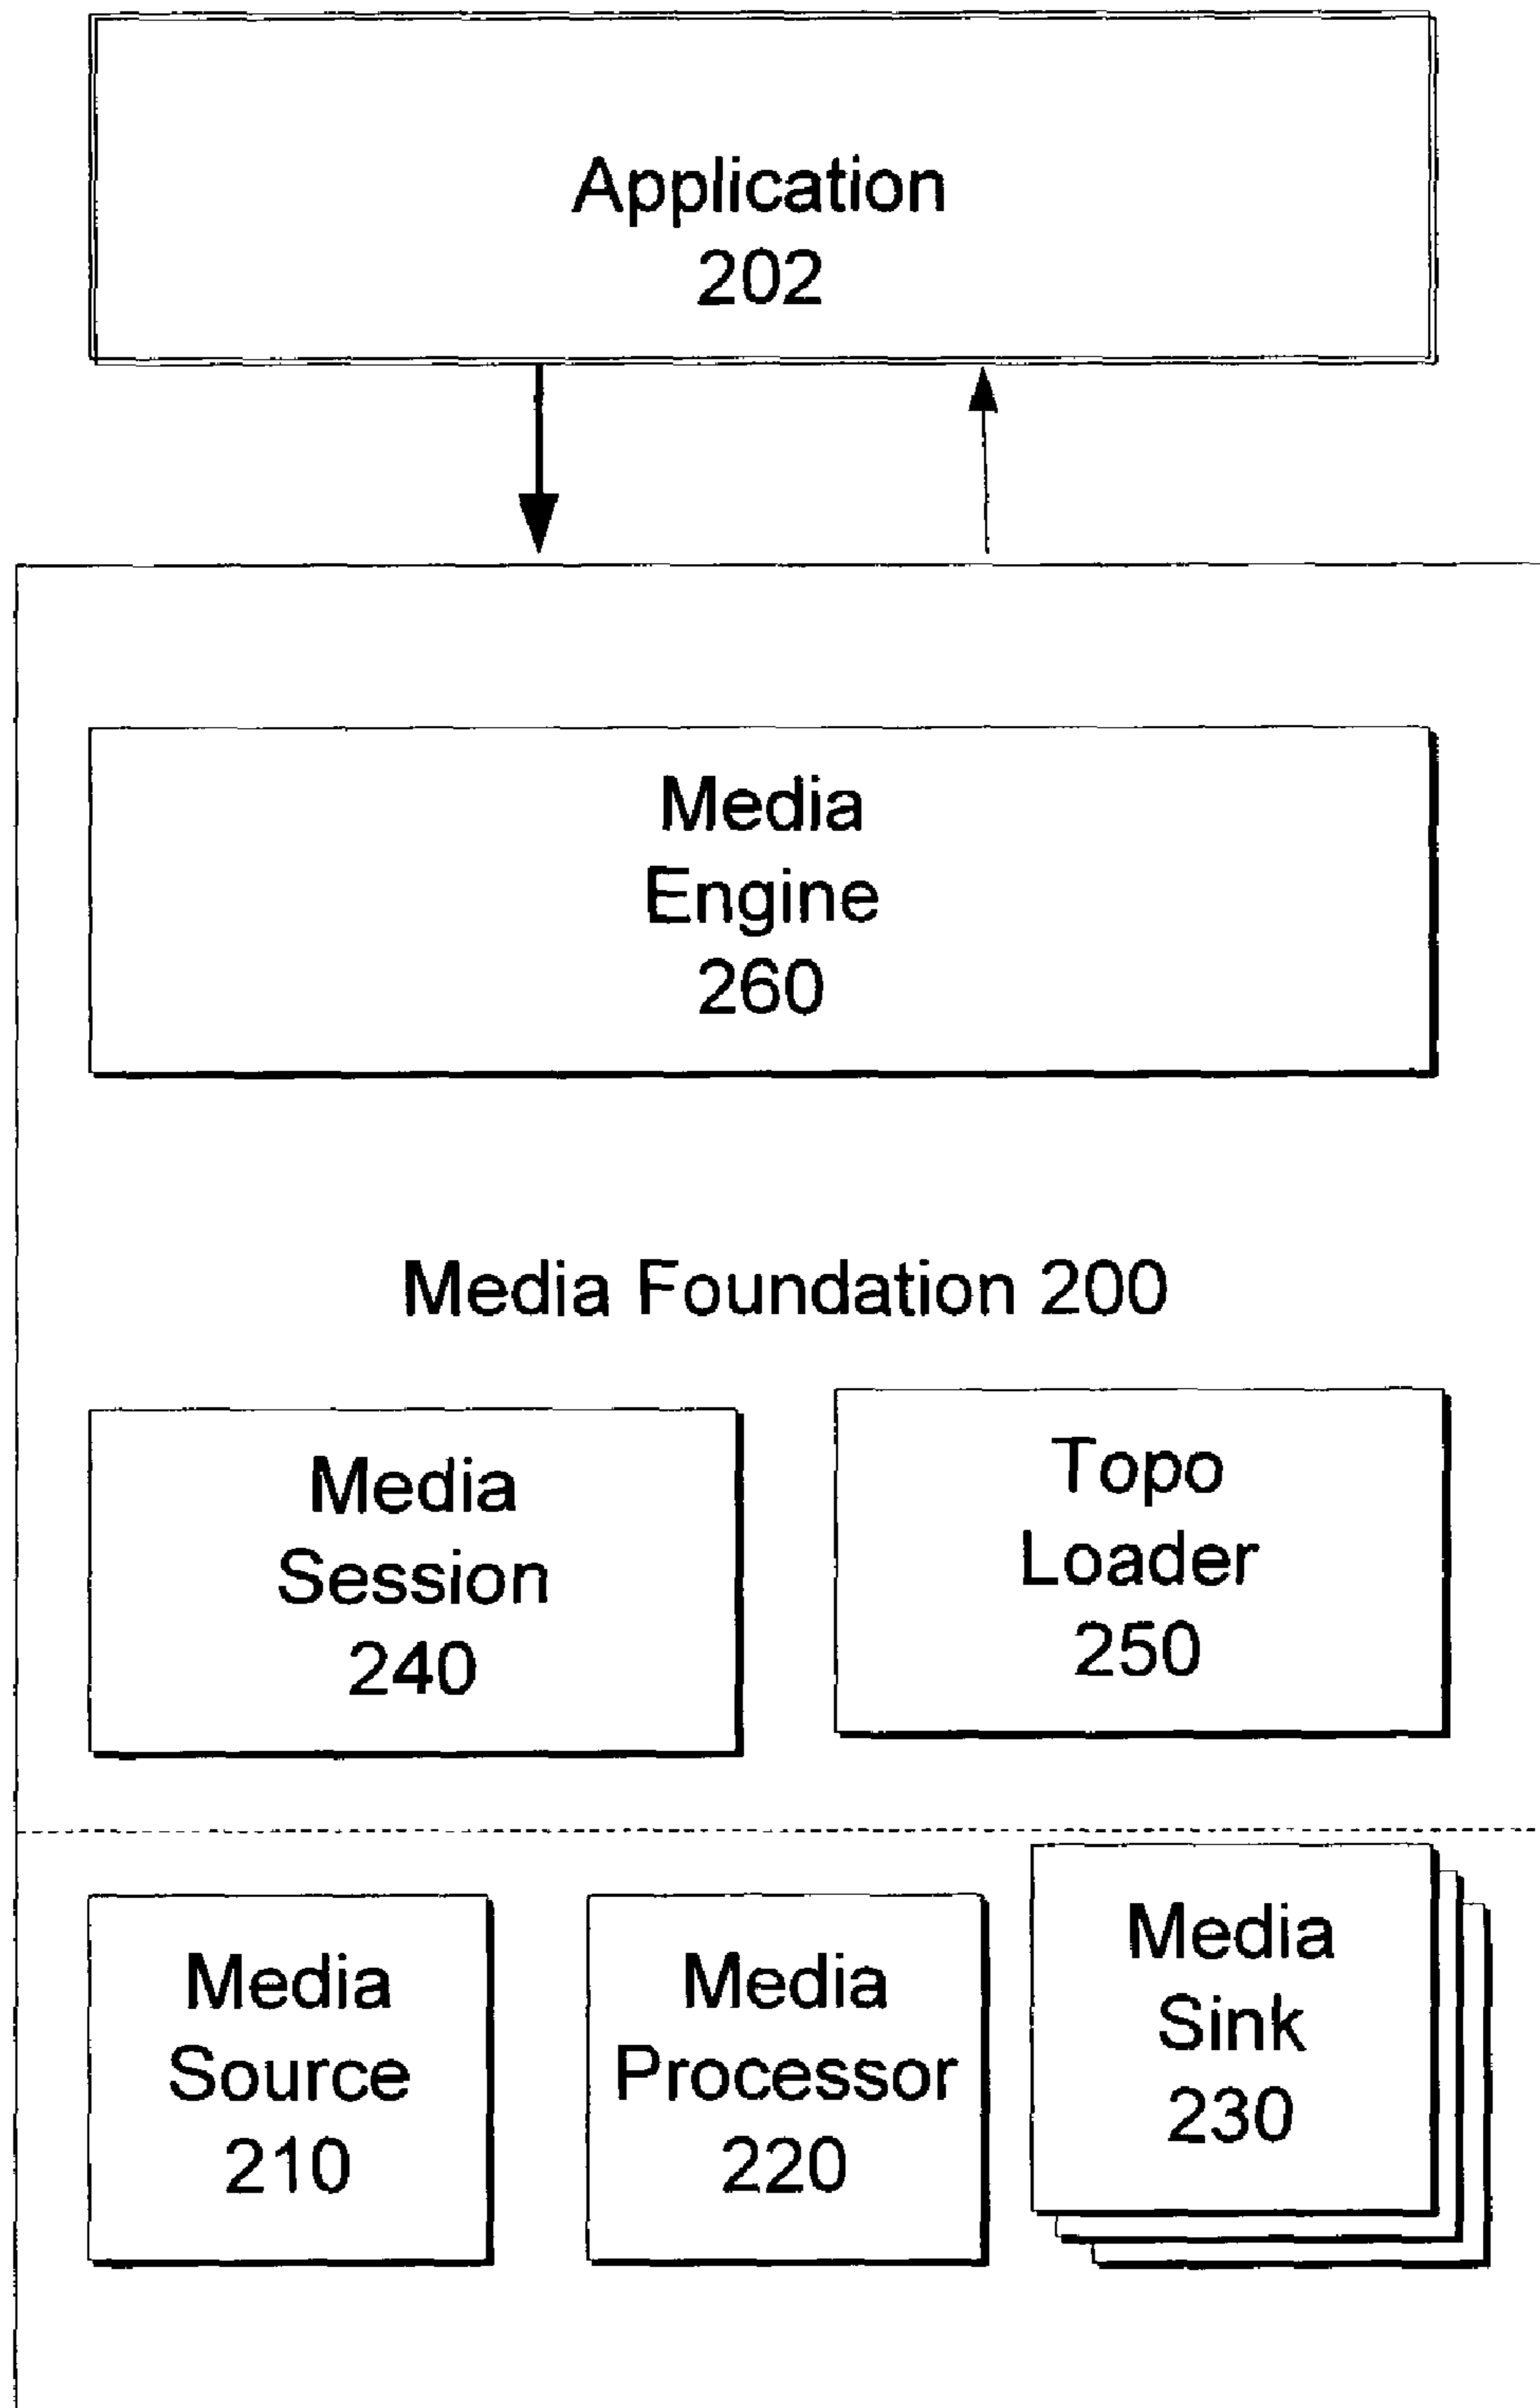 Application
202
Media
Engine
260
Media Foundation 200
Media
Session
240
Topo
Loader
250
Media
Source
210
Media
Processor
220
Media
Sink
230